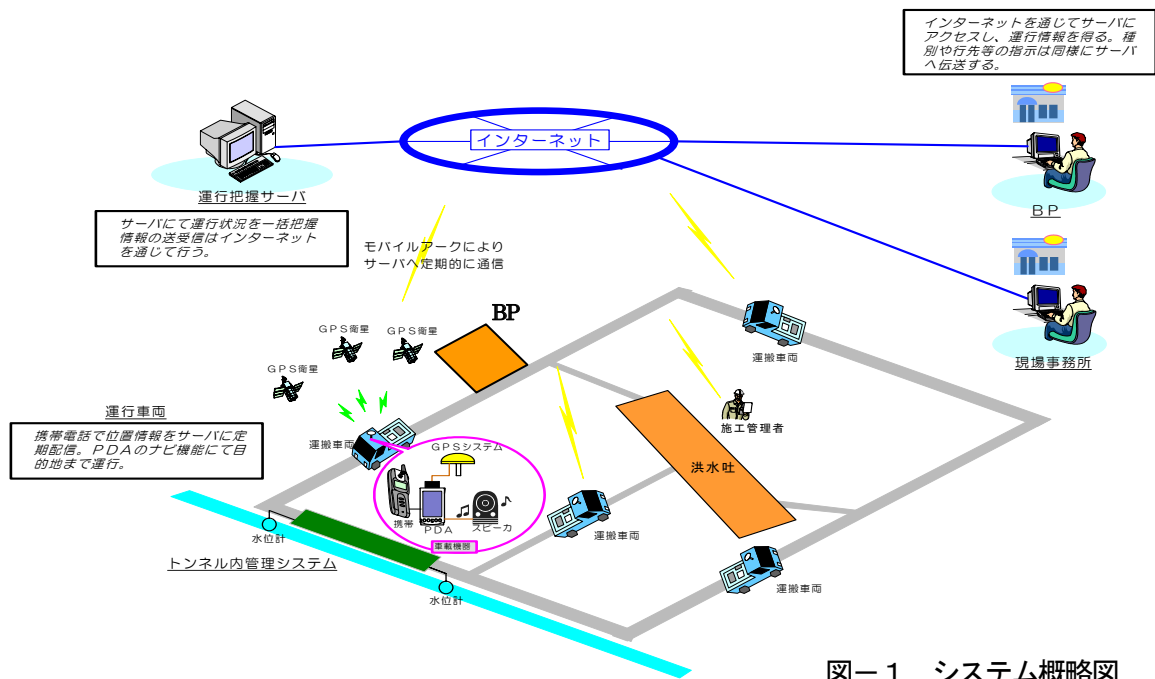 インターネットを通じてサーバに
アクセスし、運行情報を得る。種
別や行先等の指示は同様にサーバ
へ伝送する。
インターネット
運行把握サーバ
サーバにて運行状況を一括把握
情報の送受信はインターネット
を通じて行う。
ＢＰ
モバイルアークにより
サーバへ定期的に通信
現場事務所
BP
ＧＰＳ衛星
ＧＰＳ衛星
ＧＰＳ衛星
運搬車両
運行車両
携帯電話で位置情報をサーバに定
期配信。ＰＤＡのナビ機能にて目
的地まで運行。
運搬車両
ＧＰＳシステム
携帯
ＰＤＡ
スピーカ
車載機器
施工管理者
洪水吐
運搬車両
運搬車両
水位計
トンネル内管理システム
水位計
図－１　システム概略図